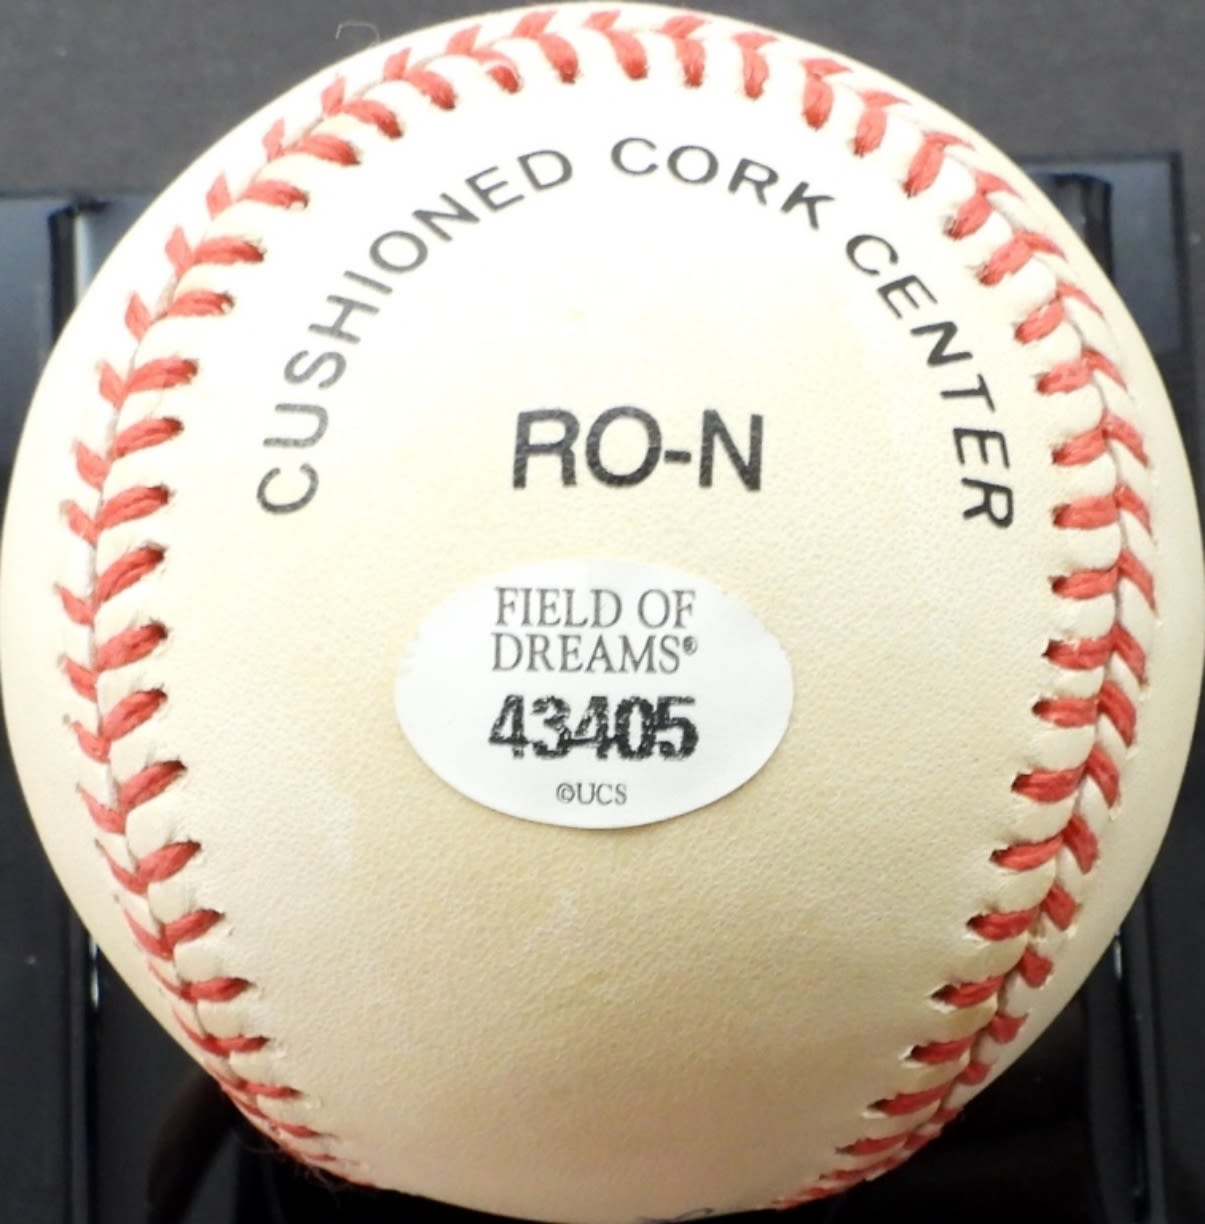 CUSHIONED CORK CENTER
RO-N
FIELD OF
DREAMS®
43405
©UCS